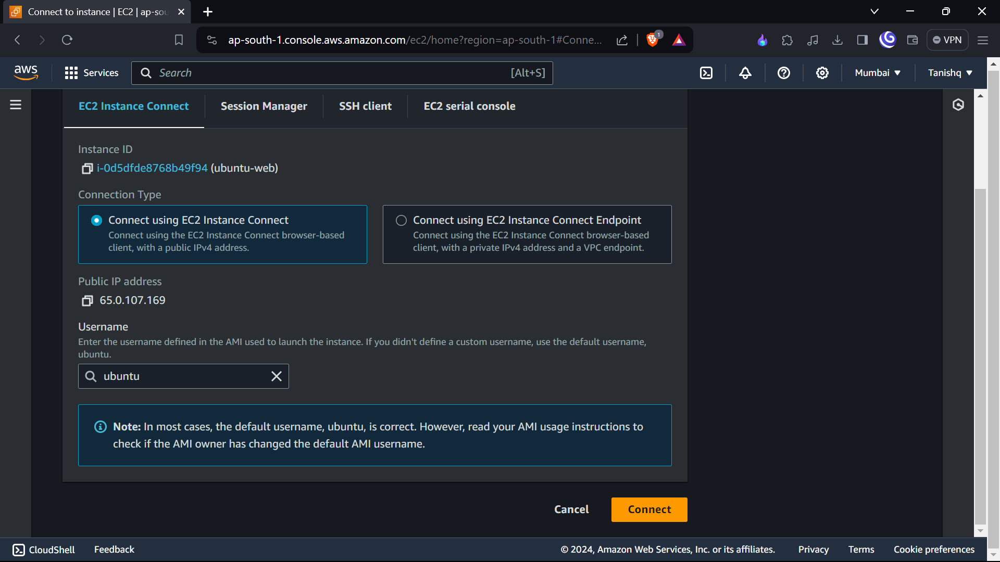 Connect to instance | EC2 | ap-sou
ap-south-1.console.aws.amazon.com/ec2/home?region=ap-south-1#Conne...
1
VPN
aws
Services
Search
[Alt+S]
Mumbai
Tanishq
EC2 Instance Connect
Session Manager
SSH client
EC2 serial console
Instance ID
i-0d5dfde8768b49f94 (ubuntu-web)
Connection Type
Connect using EC2 Instance Connect
Connect using the EC2 Instance Connect browser-based
client, with a public IPv4 address.
Connect using EC2 Instance Connect Endpoint
Connect using the EC2 Instance Connect browser-based
client, with a private IPv4 address and a VPC endpoint.
Public IP address
65.0.107.169
Username
Enter the username defined in the AMI used to launch the instance. If you didn't define a custom username, use the default username,
ubuntu.
ubuntu
Note: In most cases, the default username, ubuntu, is correct. However, read your AMI usage instructions to
check if the AMI owner has changed the default AMI username.
Cancel
Connect
CloudShell
Feedback
© 2024, Amazon Web Services, Inc. or its affiliates.
Privacy
Terms
Cookie preferences